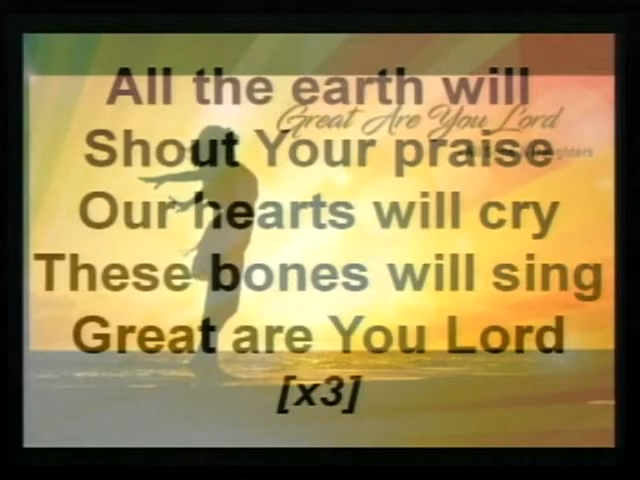 All the earth will
Great Are You Lord
Shout Your praise
Our hearts will cry
These bones will sing
Great are You Lord
[x3]